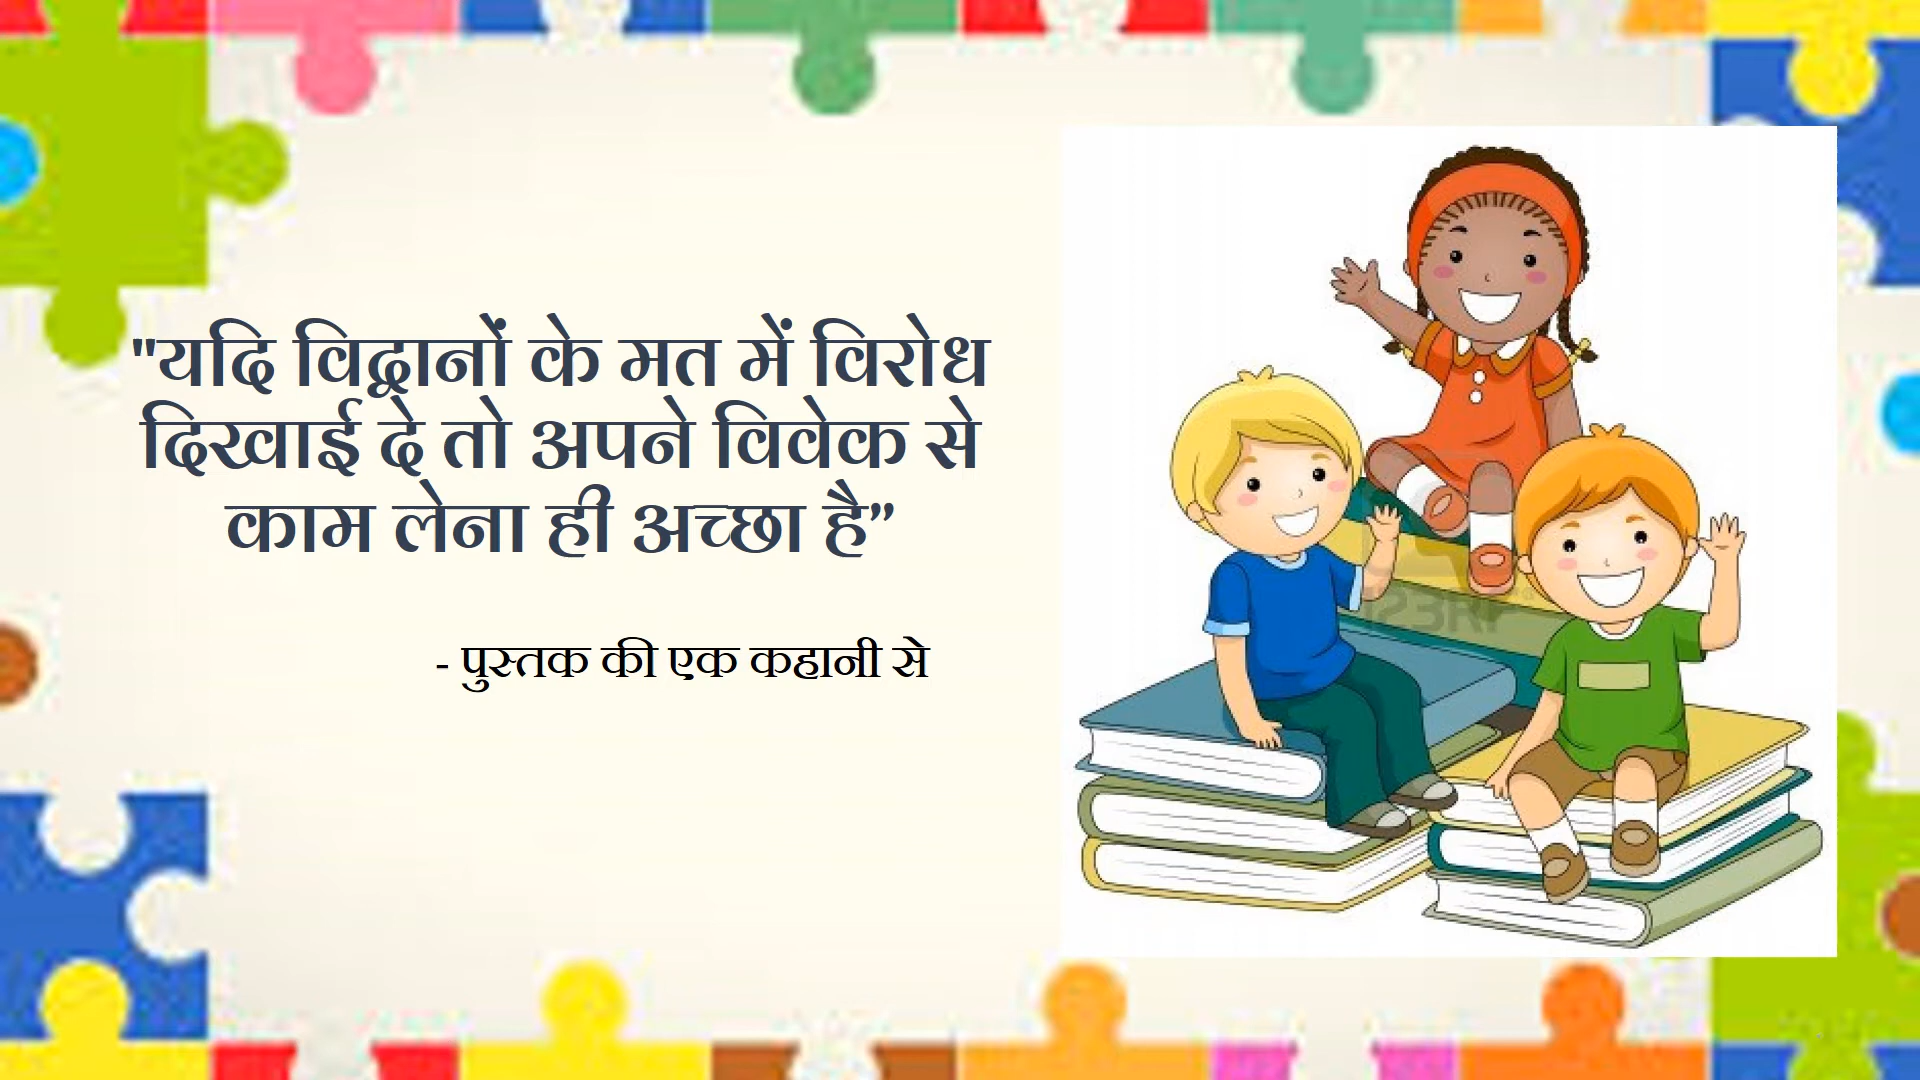 "यदि विद्वानों के मत में विरोध
दिखाई दे तो अपने विवेक से
काम लेना ही अच्छा है”
- पुस्तक की एक कहानी से